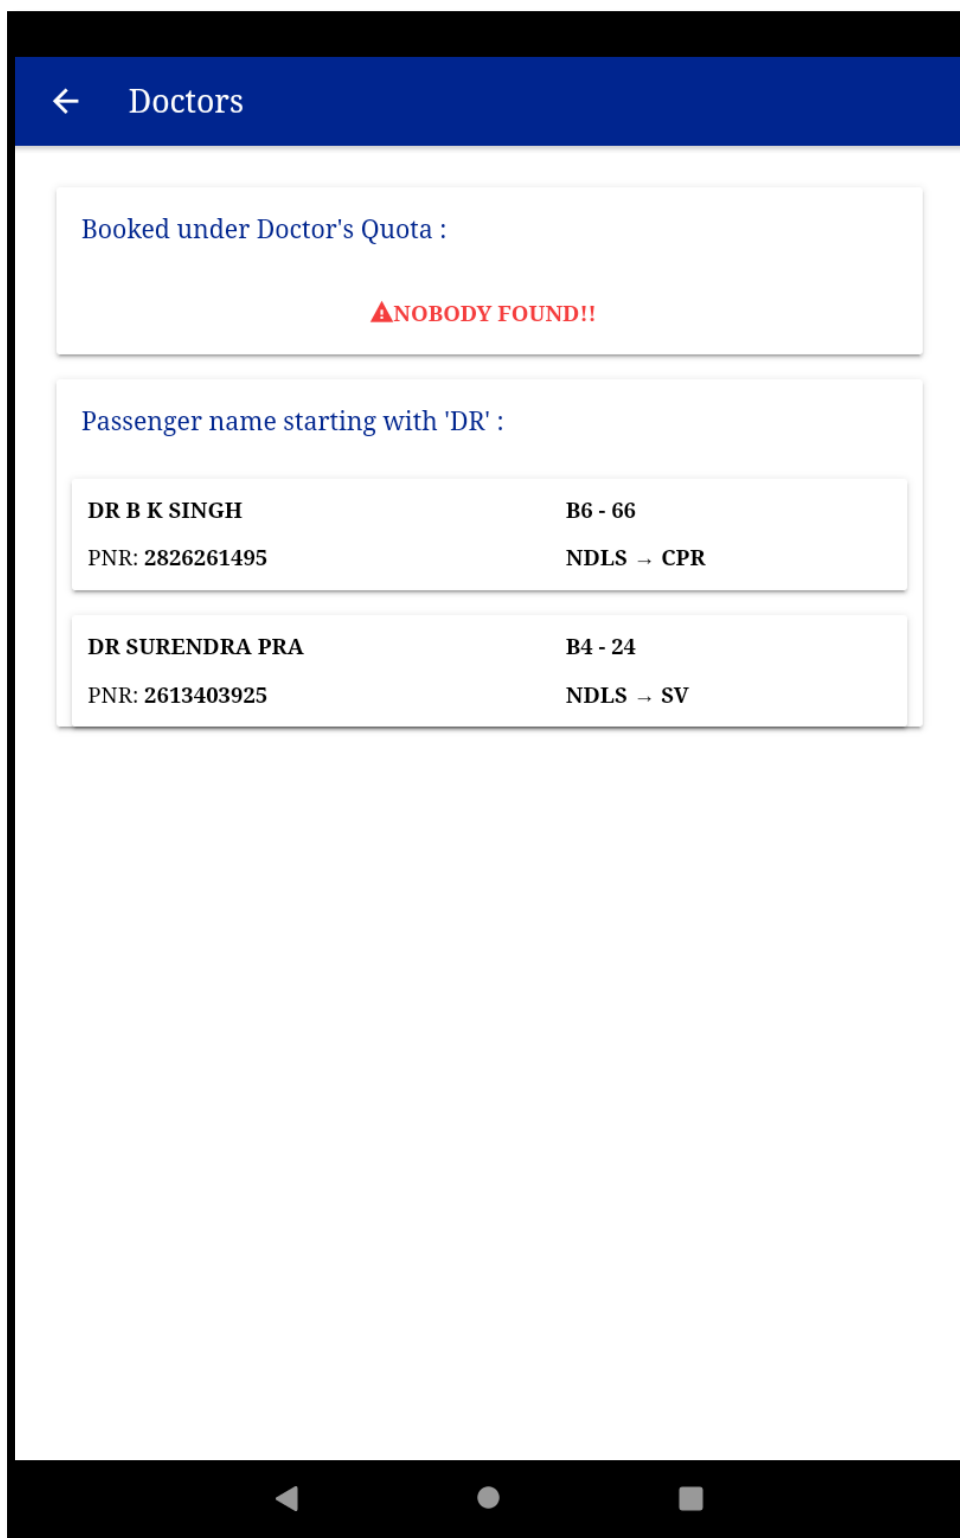 Doctors
Booked under Doctor's Quota :
NOBODY FOUND!!
Passenger name starting with 'DR' :
DR B K SINGH B6 - 66
PNR: 2826261495 NDLS → CPR
DR SURENDRA PRA B4 - 24
PNR: 2613403925 NDLS → SV